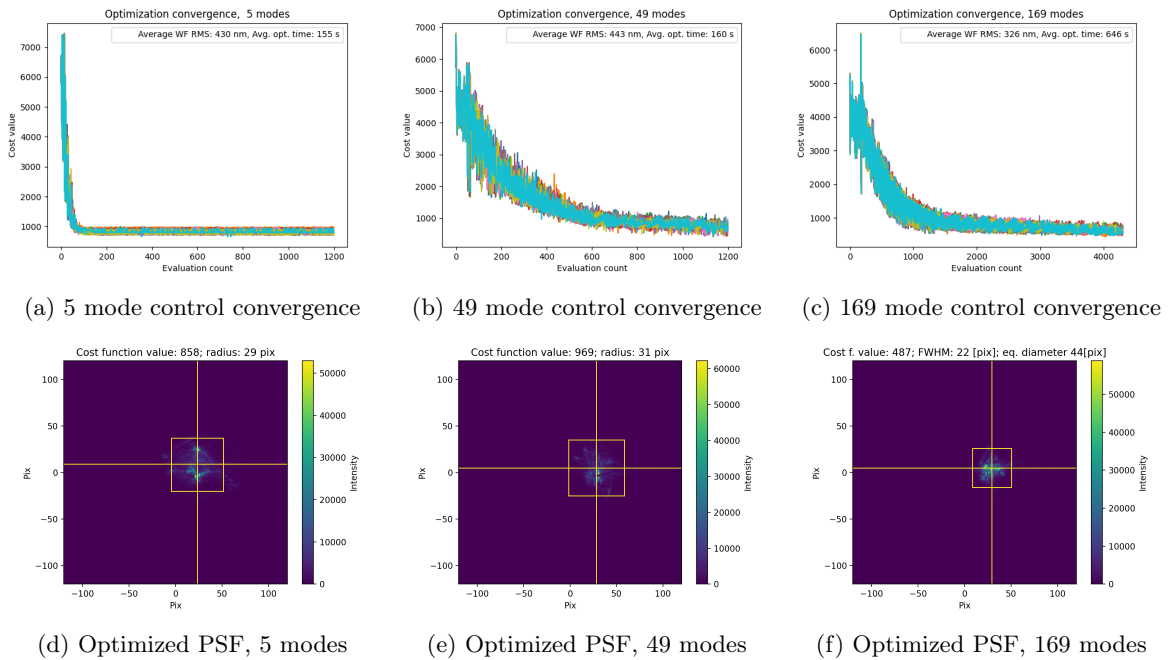 Optimization convergence,  5 modes
Average WF RMS: 430 nm, Avg. opt. time: 155 s
Cost value
7000
6000
5000
4000
3000
2000
1000
0 200 400 600 800 1000 1200
Evaluation count
(a) 5 mode control convergence
Optimization convergence, 49 modes
Average WF RMS: 443 nm, Avg. opt. time: 160 s
Cost value
7000
6000
5000
4000
3000
2000
1000
0 200 400 600 800 1000 1200
Evaluation count
(b) 49 mode control convergence
Optimization convergence, 169 modes
Average WF RMS: 326 nm, Avg. opt. time: 646 s
Cost value
6000
5000
4000
3000
2000
1000
0 1000 2000 3000 4000
Evaluation count
(c) 169 mode control convergence
Cost function value: 858; radius: 29 pix
Pix
100
50
0
−50
−100
−100 −50 0 50 100
Pix
50000
40000
30000
20000
10000
0
Intensity
(d) Optimized PSF, 5 modes
Cost function value: 969; radius: 31 pix
Pix
100
50
0
−50
−100
−100 −50 0 50 100
Pix
60000
50000
40000
30000
20000
10000
0
Intensity
(e) Optimized PSF, 49 modes
Cost f. value: 487; FWHM: 22 [pix]; eq. diameter 44[pix]
Pix
100
50
0
−50
−100
−100 −50 0 50 100
Pix
50000
40000
30000
20000
10000
0
Intensity
(f) Optimized PSF, 169 modes